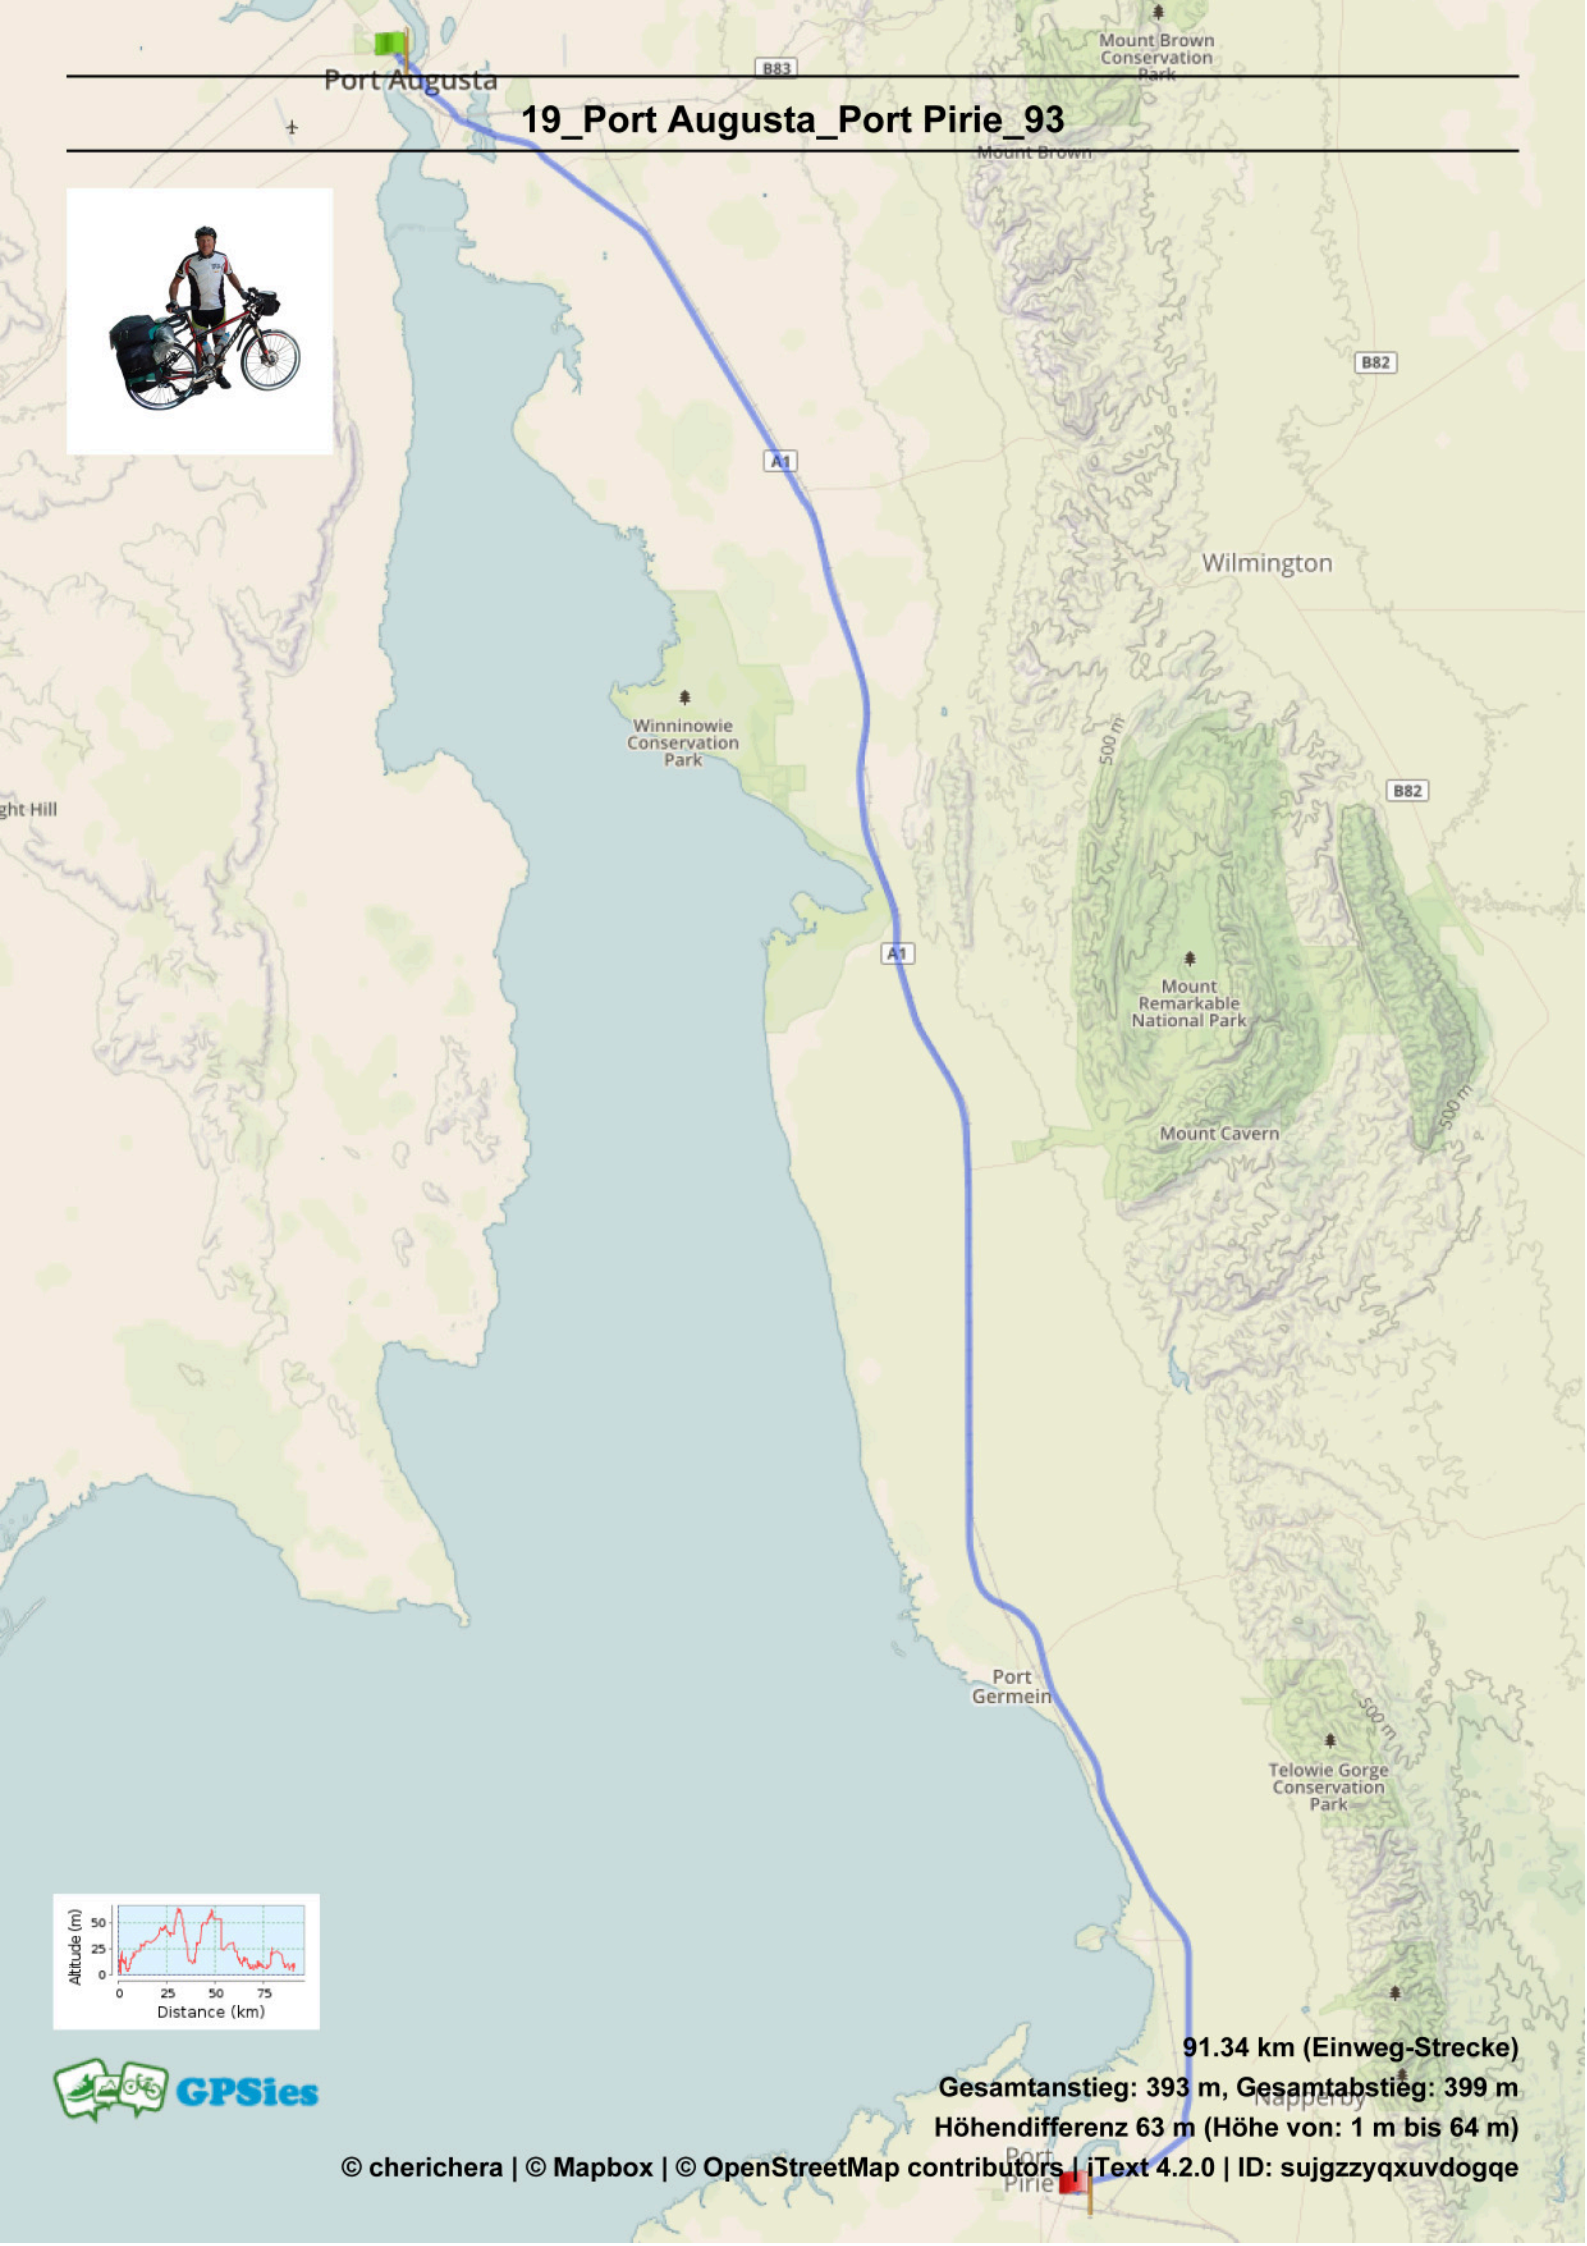 Mount Brown
Conservation
Park
Port Augusta
B83
19_Port Augusta_Port Pirie_93
Mount Brown
B82
A1
Wilmington
Winninowie
Conservation
Park
500 m
B82
ght Hill
A1
Mount
Remarkable
National Park
500 m
Mount Cavern
Port
Germein
500 m
Telowie Gorge
Conservation
Park
Altitude (m)
50
25
0
0 25 50 75
Distance (km)
91.34 km (Einweg-Strecke)
GPSies
Gesamtanstieg: 393 m, Gesamtabstieg: 399 m
Napperby
Höhendifferenz 63 m (Höhe von: 1 m bis 64 m)
Port
Pirie
© cherichera | © Mapbox | © OpenStreetMap contributors | iText 4.2.0 | ID: sujgzzyqxuvdogqe